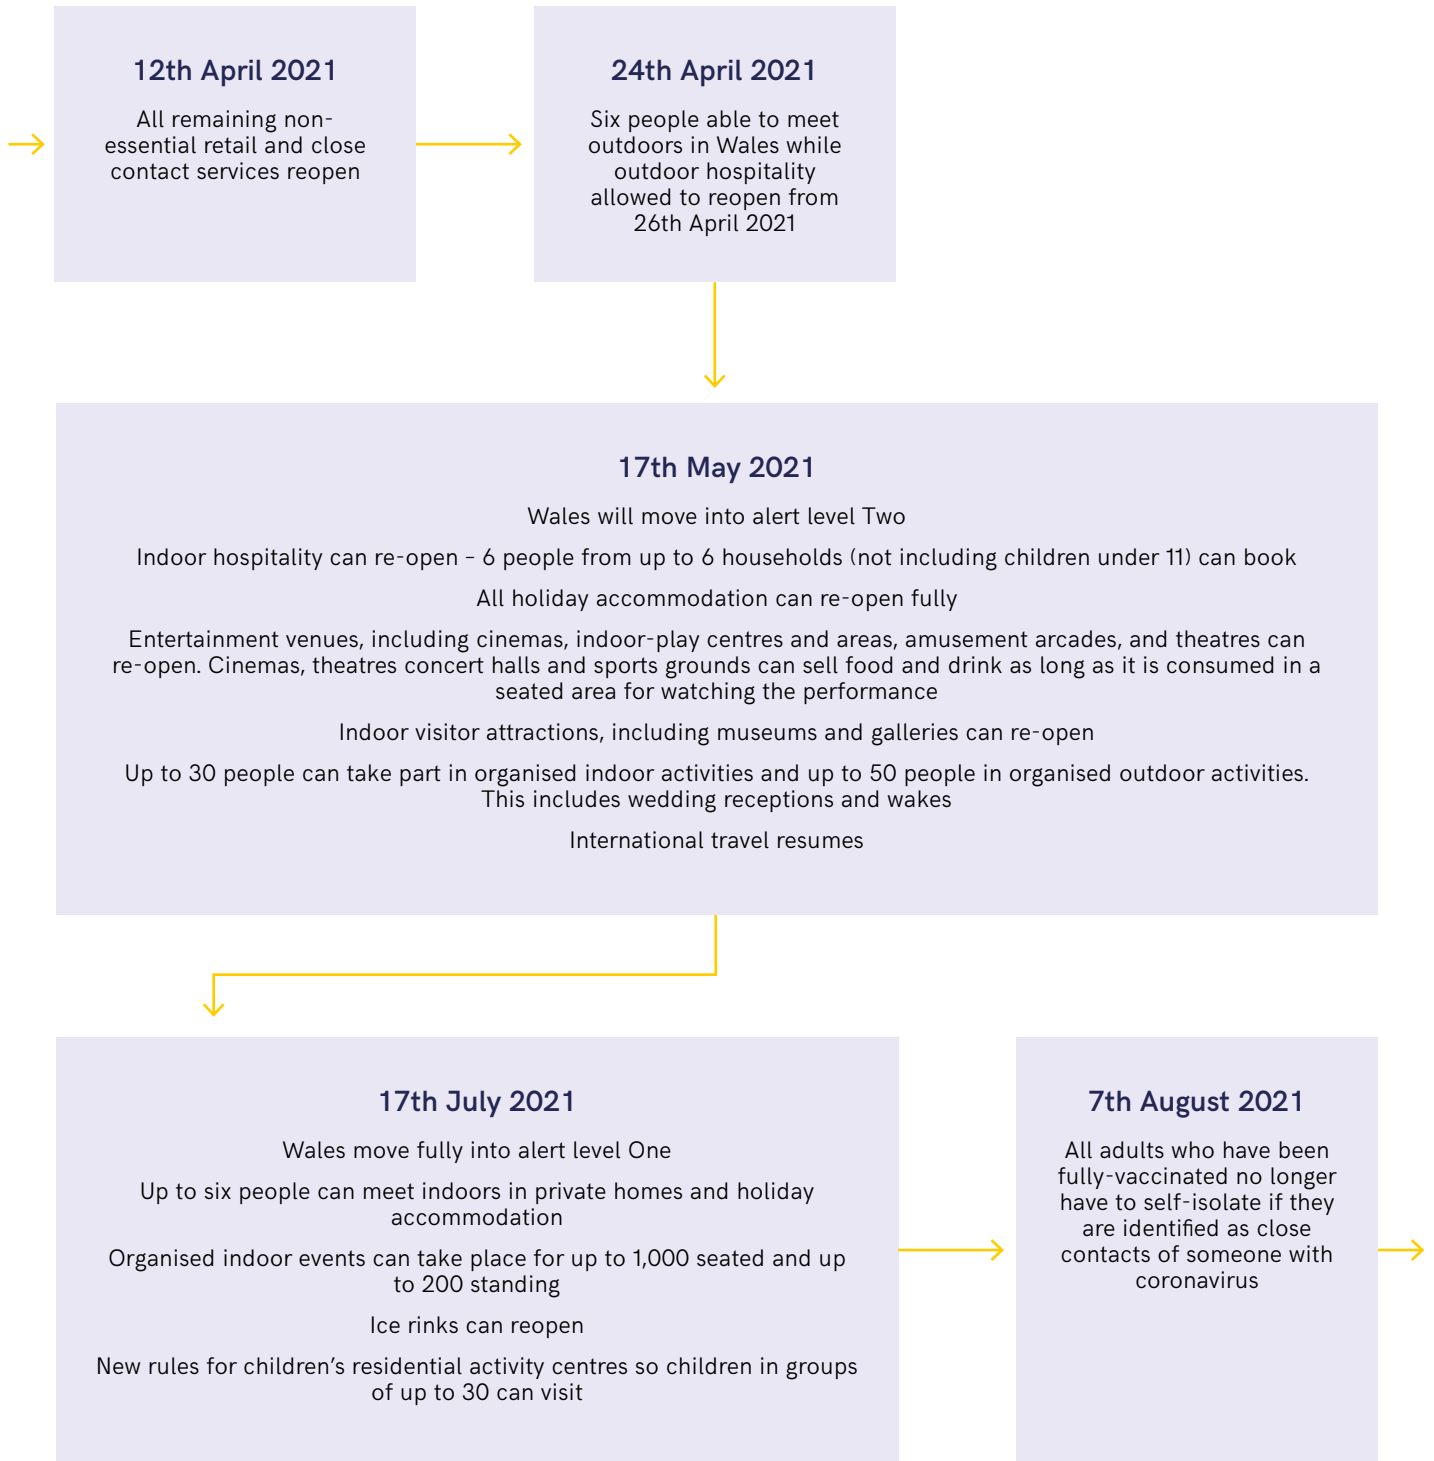 12th April 2021
All remaining non-
essential retail and close
contact services reopen
24th April 2021
Six people able to meet
outdoors in Wales while
outdoor hospitality
allowed to reopen from
26th April 2021
17th May 2021
Wales will move into alert level Two
Indoor hospitality can re-open – 6 people from up to 6 households (not including children under 11) can book
All holiday accommodation can re-open fully
Entertainment venues, including cinemas, indoor-play centres and areas, amusement arcades, and theatres can
re-open. Cinemas, theatres concert halls and sports grounds can sell food and drink as long as it is consumed in a
seated area for watching the performance
Indoor visitor attractions, including museums and galleries can re-open
Up to 30 people can take part in organised indoor activities and up to 50 people in organised outdoor activities.
This includes wedding receptions and wakes
International travel resumes
17th July 2021
Wales move fully into alert level One
Up to six people can meet indoors in private homes and holiday
accommodation
Organised indoor events can take place for up to 1,000 seated and up
to 200 standing
Ice rinks can reopen
New rules for children’s residential activity centres so children in groups
of up to 30 can visit
7th August 2021
All adults who have been
fully-vaccinated no longer
have to self-isolate if they
are identified as close
contacts of someone with
coronavirus